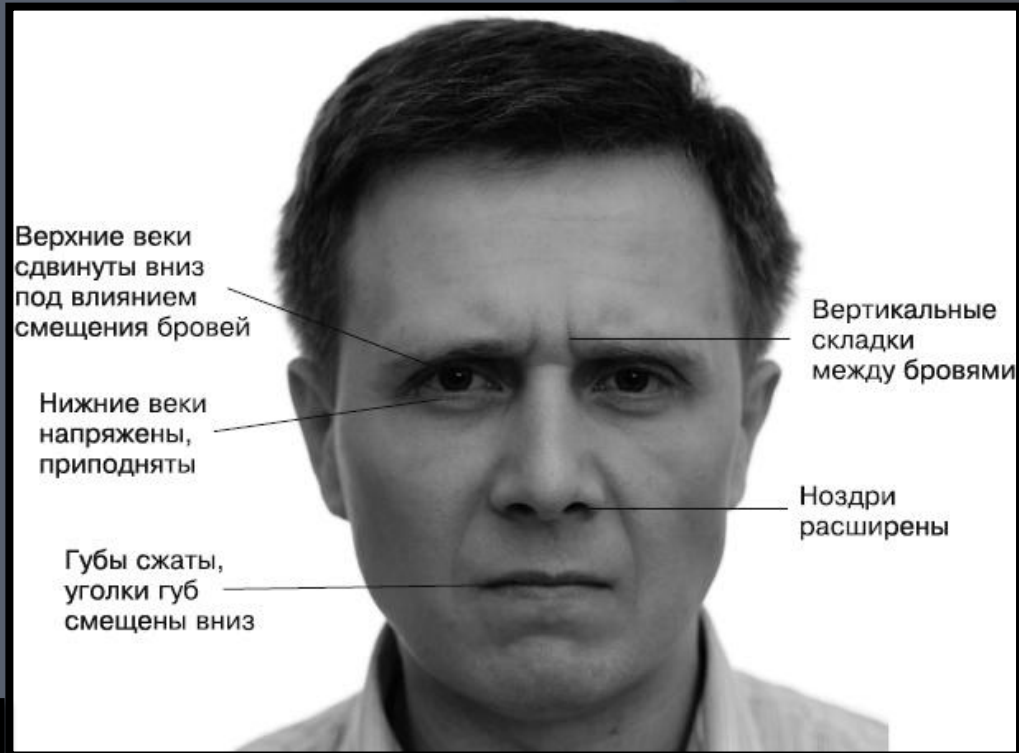 Верхние веки
сдвинуты вниз
под влиянием
смещения бровей
Нижние веки
напряжены,
приподняты
Губы сжаты,
уголки губ
смещены вниз
Вертикальные
складки
между бровями
Ноздри
расширены